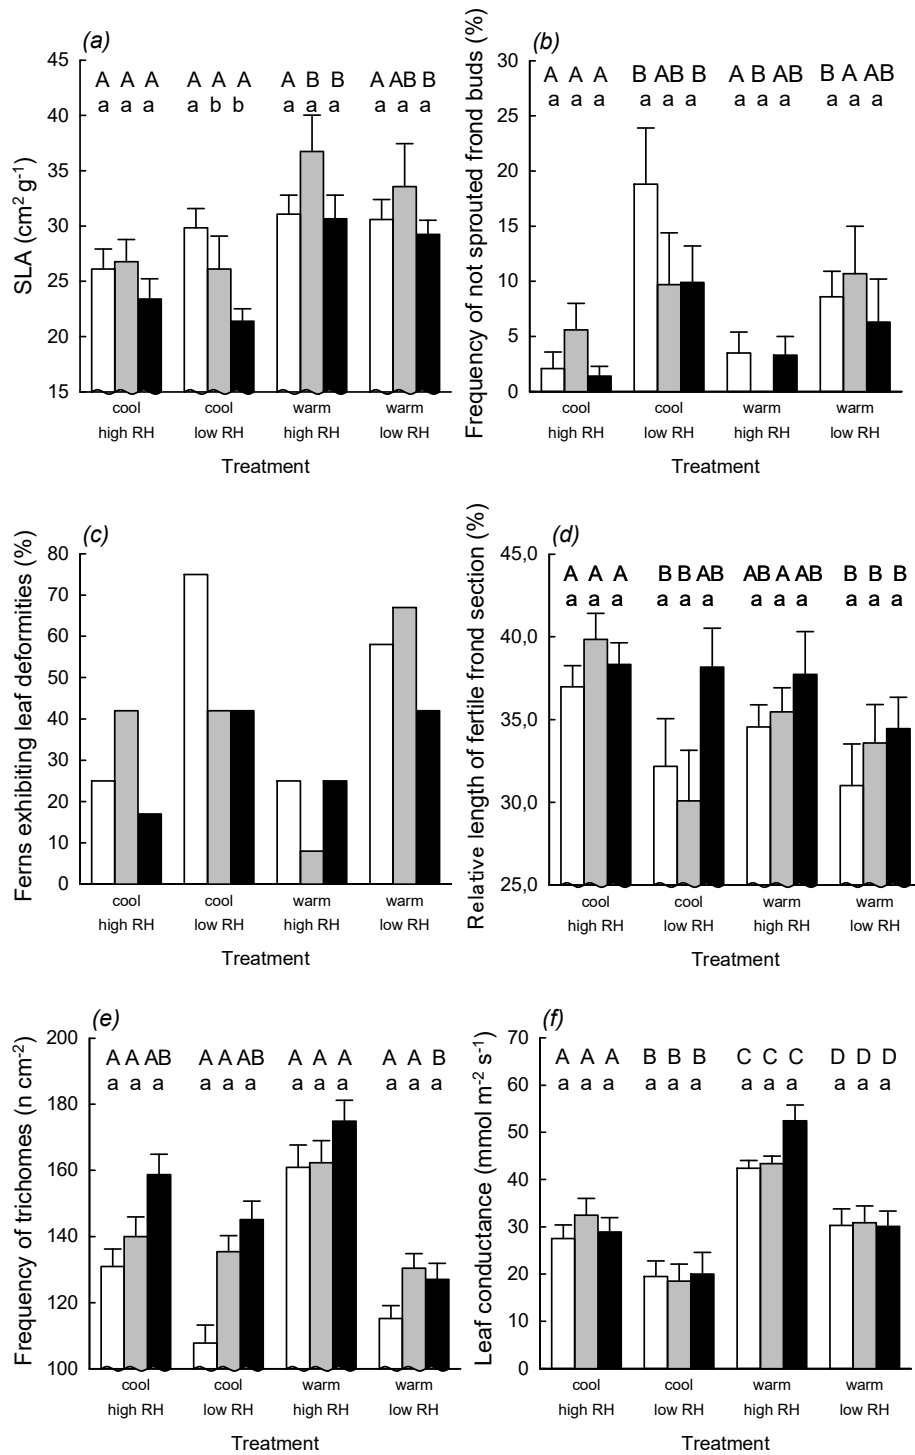 (a)
SLA (cm² g⁻¹)
45
40
35
30
25
20
15
A A A A A A A B B A AB B
a a a a b b a a a a a a
cool cool warm warm
high RH low RH high RH low RH
Treatment
(b)
Frequency of not sprouted frond buds (%)
30
25
20
15
10
5
0
A A A B AB B A B AB B A AB
a a a a a a a a a a a a
cool cool warm warm
high RH low RH high RH low RH
Treatment
(c)
Ferns exhibiting leaf deformities (%)
80
70
60
50
40
30
20
10
0
cool cool warm warm
high RH low RH high RH low RH
Treatment
(d)
Relative length of fertile frond section (%)
45,0
40,0
35,0
30,0
25,0
A A A B B AB AB A AB B B B
a a a a a a a a a a a a
cool cool warm warm
high RH low RH high RH low RH
Treatment
(e)
Frequency of trichomes (n cm⁻²)
200
180
160
140
120
100
A A AB A A AB A A A A A B
a a a a a a a a a a a a
cool cool warm warm
high RH low RH high RH low RH
Treatment
(f)
Leaf conductance (mmol m⁻² s⁻¹)
70
60
50
40
30
20
10
0
A A A B B B C C C D D D
a a a a a a a a a a a a
cool cool warm warm
high RH low RH high RH low RH
Treatment